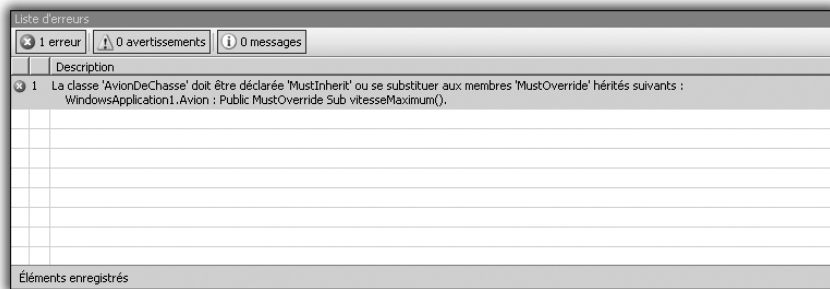 Liste d'erreurs
1 erreur 0 avertissements 0 messages
Description
1 La classe 'AvionDeChasse' doit être déclarée 'MustInherit' ou se substituer aux membres 'MustOverride' hérités suivants :
WindowsApplication1.Avion : Public MustOverride Sub vitesseMaximum().
Éléments enregistrés